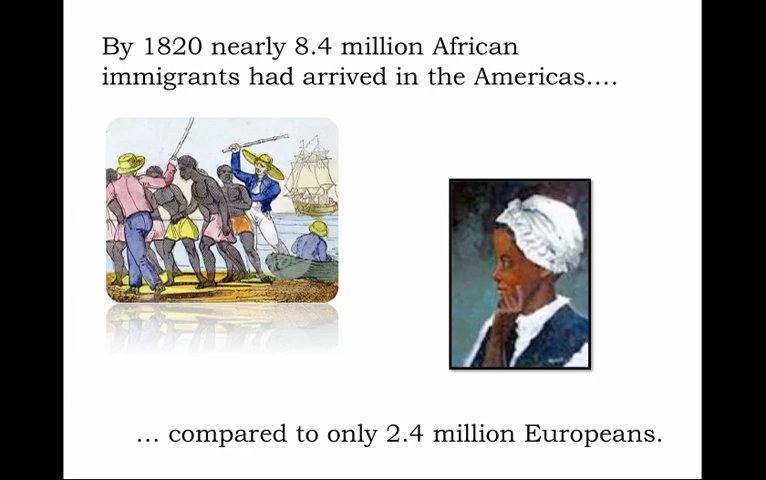 By 1820 nearly 8.4 million African
immigrants had arrived in the Americas….
… compared to only 2.4 million Europeans.